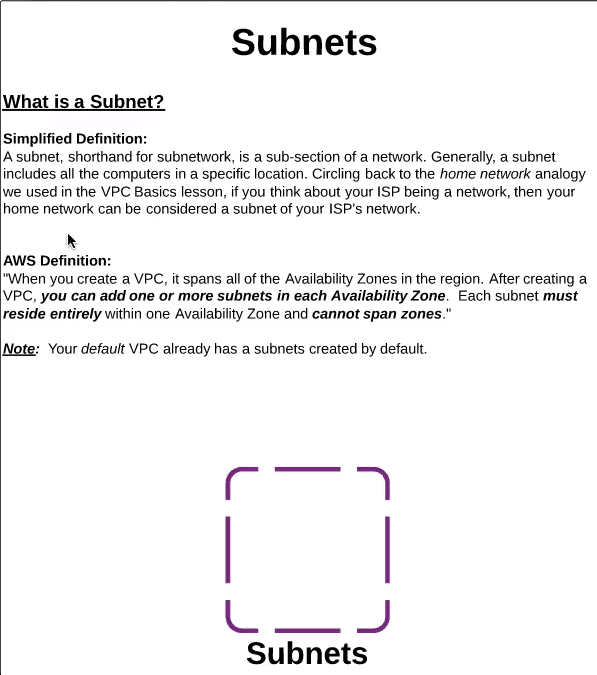 Subnets
What is a Subnet?
Simplified Definition:
A subnet, shorthand for subnetwork, is a sub-section of a network. Generally, a subnet
includes all the computers in a specific location. Circling back to the home network analogy
we used in the VPC Basics lesson, if you think about your ISP being a network, then your
home network can be considered a subnet of your ISP's network.
AWS Definition:
"When you create a VPC, it spans all of the Availability Zones in the region. After creating a
VPC, you can add one or more subnets in each Availability Zone.  Each subnet must
reside entirely within one Availability Zone and cannot span zones."
Note:  Your default VPC already has a subnets created by default.
Subnets